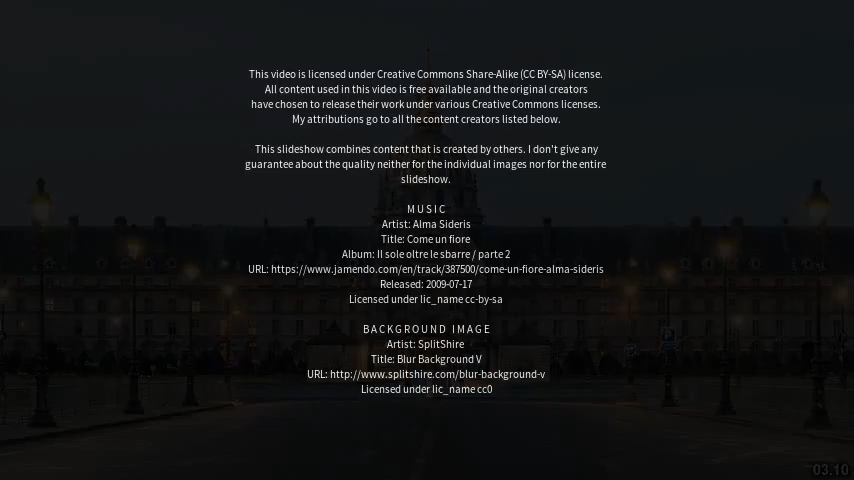 This video is licensed under Creative Commons Share-Alike (CC BY-SA) license.
All content used in this video is free available and the original creators
have chosen to release their work under various Creative Commons licenses.
My attributions go to all the content creators listed below.
This slideshow combines content that is created by others. I don't give any
guarantee about the quality neither for the individual images nor for the entire
slideshow.
MUSIC
Artist: Alma Sideris
Title: Come un fiore
Album: Il sole oltre le sbarre / parte 2
URL: https://www.jamendo.com/en/track/387500/come-un-fiore-alma-sideris
Released: 2009-07-17
Licensed under lic_name cc-by-sa
BACKGROUND IMAGE
Artist: SplitShire
Title: Blur Background V
URL: http://www.splitshire.com/blur-background-v
Licensed under lic_name cc0
03.10